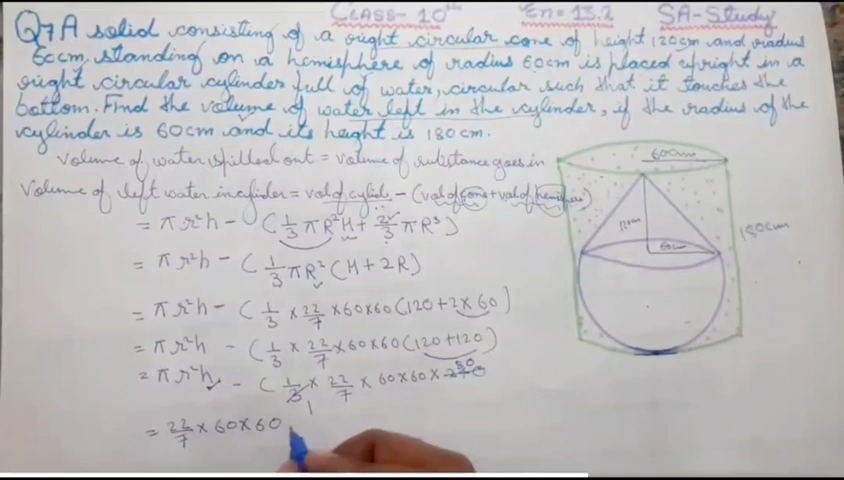 CLASS-10th Ex= 13.2 SA-Study
Q7 A solid consisting of a right circular cone of height 120cm and radius
60cm, standing on a hemisphere of radius 60cm is placed upright in a
right circular cylinder full of water, circular such that it touches the
bottom. Find the volume of water left in the cylinder, if the radius of the
cylinder is 60cm and its height is 180cm.
Volume of water spilled out = volume of substance goes in
Volume of left water in cylinder = vol of cylinder - (vol of cone + vol of hemisphere)
= πr²h - (1/3 πR²H + 2/3 πR³)
= πr²h - (1/3 πR² (H + 2R)
= πr²h - (1/3 × 22/7 × 60×60 (120+2×60)
= πr²h - (1/3 × 22/7 × 60×60 (120+120)
= πr²h - (1/3 × 22/7 × 60×60× 240 80
1
= 22/7 × 60×60
60cm
120cm
60cm
180cm